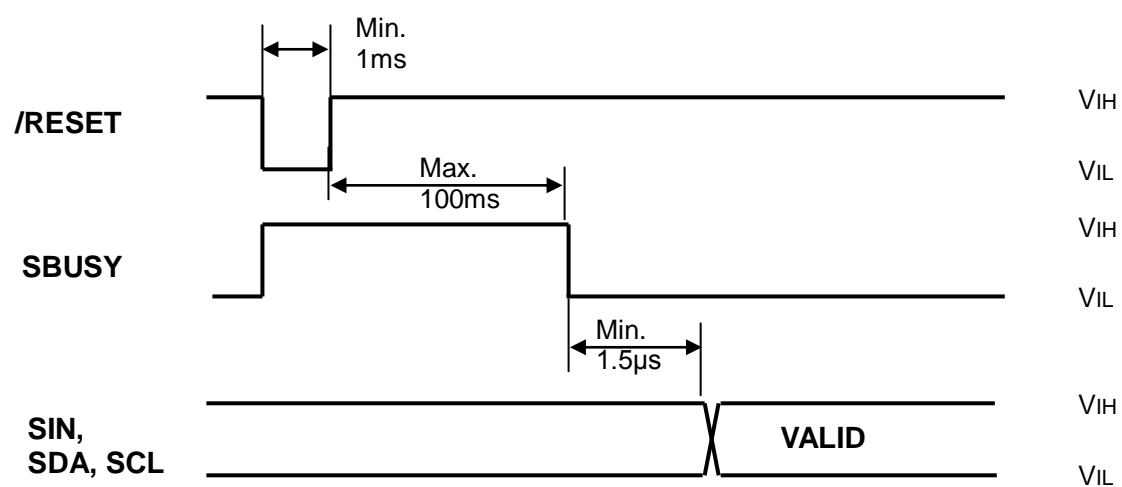 Min.
1ms
/RESET
VIH
VIL
Max.
100ms
SBUSY
VIH
VIL
Min.
1.5µs
SIN,
SDA, SCL
VALID
VIH
VIL